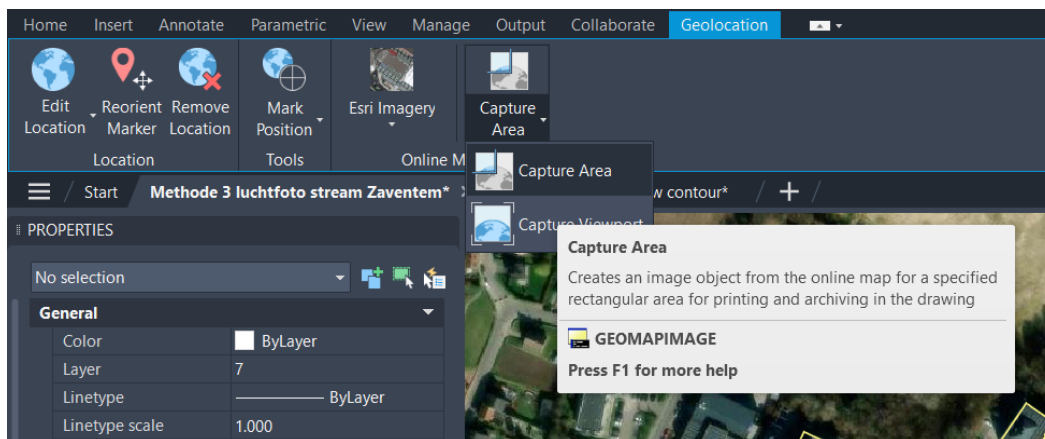 Home Insert Annotate Parametric View Manage Output Collaborate Geolocation
Edit Location
Reorient Marker
Remove Location
Mark Position
Esri Imagery
Capture Area
Location Tools Online M
Capture Area
Capture Viewport
Start Methode 3 luchtfoto stream Zaventem* w contour*
PROPERTIES
No selection
Capture Area
Creates an image object from the online map for a specified
rectangular area for printing and archiving in the drawing
GEOMAPIMAGE
Press F1 for more help
General
Color ByLayer
Layer 7
Linetype ByLayer
Linetype scale 1.000